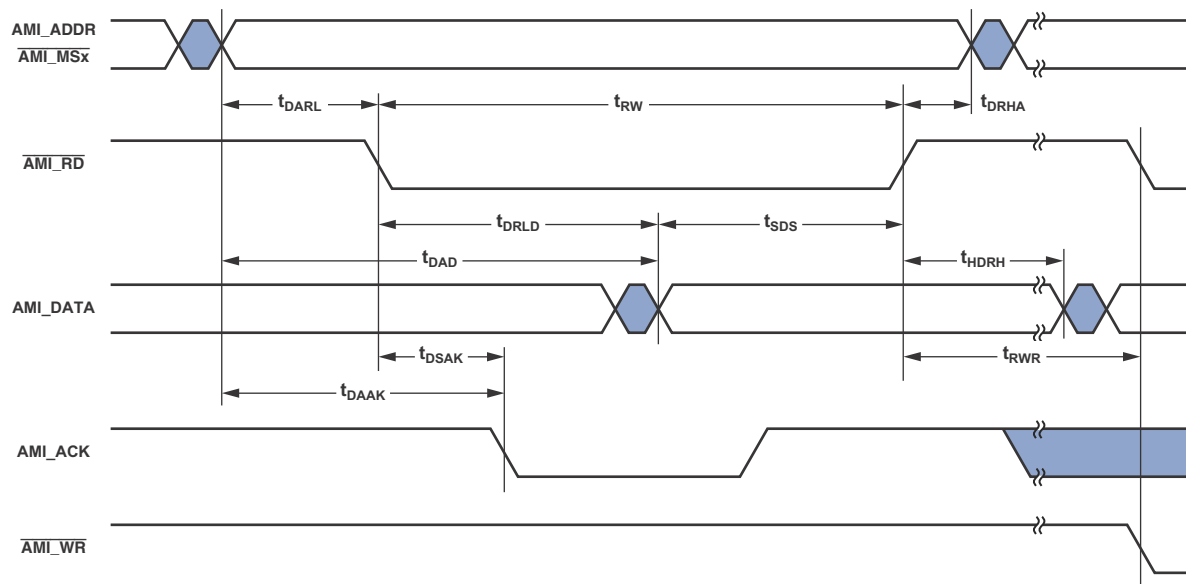 AMI_ADDR
AMI_MSx
tDARL
tRW
tDRHA
AMI_RD
tDRLD
tSDS
tDAD
tHDRH
AMI_DATA
tDSAK
tRWR
tDAAK
AMI_ACK
AMI_WR